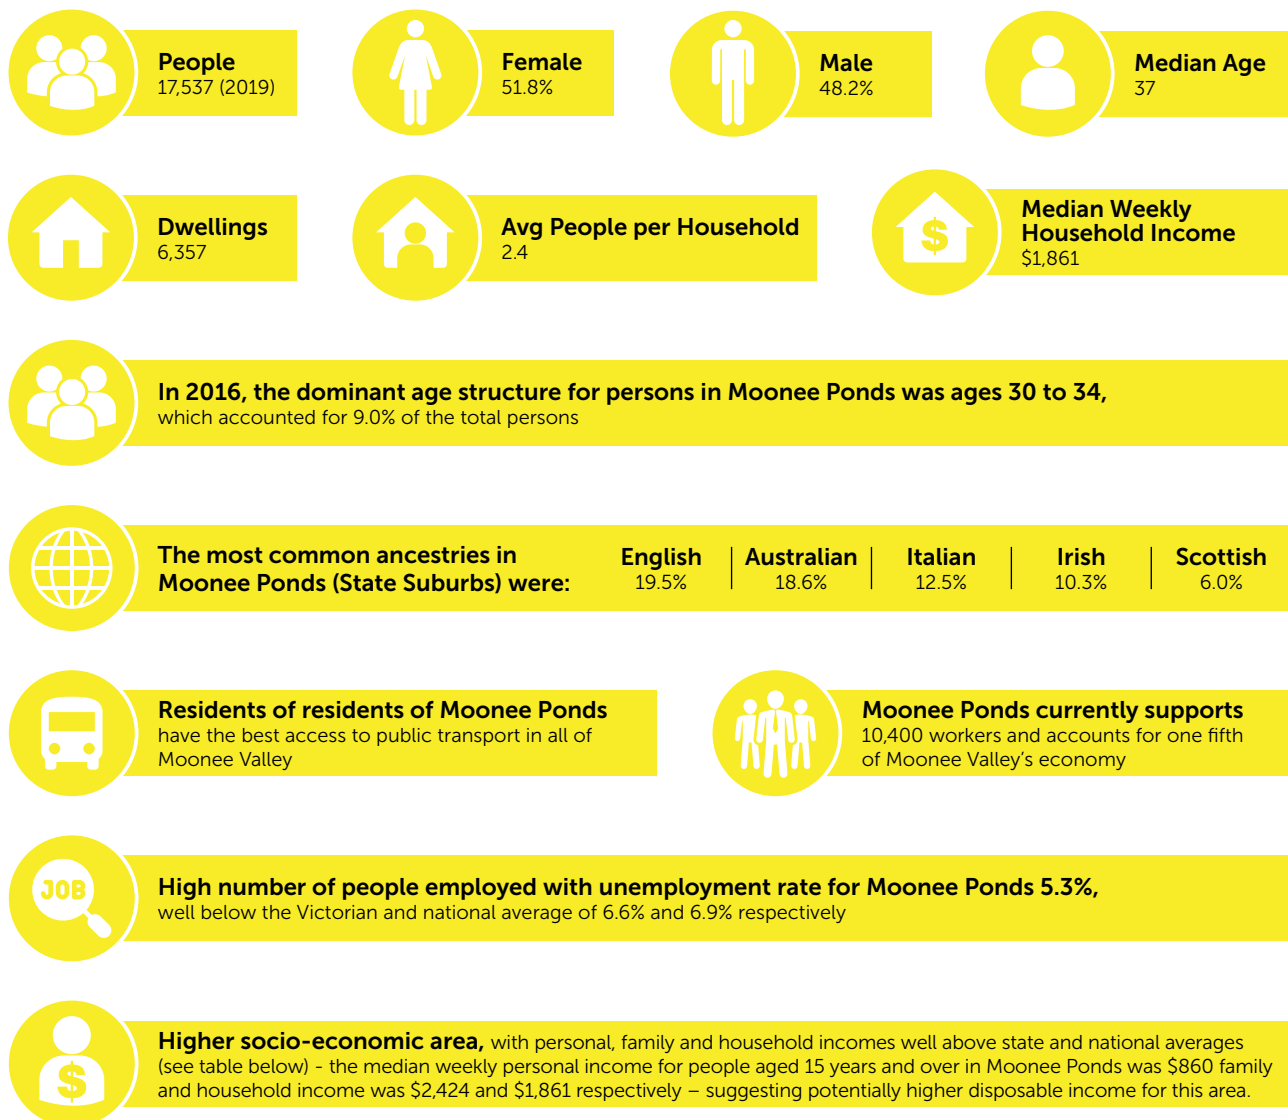 People
17,537 (2019)
Female
51.8%
Male
48.2%
Median Age
37
Dwellings
6,357
Avg People per Household
2.4
Median Weekly
Household Income
$1,861
In 2016, the dominant age structure for persons in Moonee Ponds was ages 30 to 34,
which accounted for 9.0% of the total persons
The most common ancestries in
Moonee Ponds (State Suburbs) were:
English
19.5%
Australian
18.6%
Italian
12.5%
Irish
10.3%
Scottish
6.0%
Residents of residents of Moonee Ponds
have the best access to public transport in all of
Moonee Valley
Moonee Ponds currently supports
10,400 workers and accounts for one fifth
of Moonee Valley's economy
JOB
High number of people employed with unemployment rate for Moonee Ponds 5.3%,
well below the Victorian and national average of 6.6% and 6.9% respectively
Higher socio-economic area, with personal, family and household incomes well above state and national averages
(see table below) - the median weekly personal income for people aged 15 years and over in Moonee Ponds was $860 family
and household income was $2,424 and $1,861 respectively – suggesting potentially higher disposable income for this area.